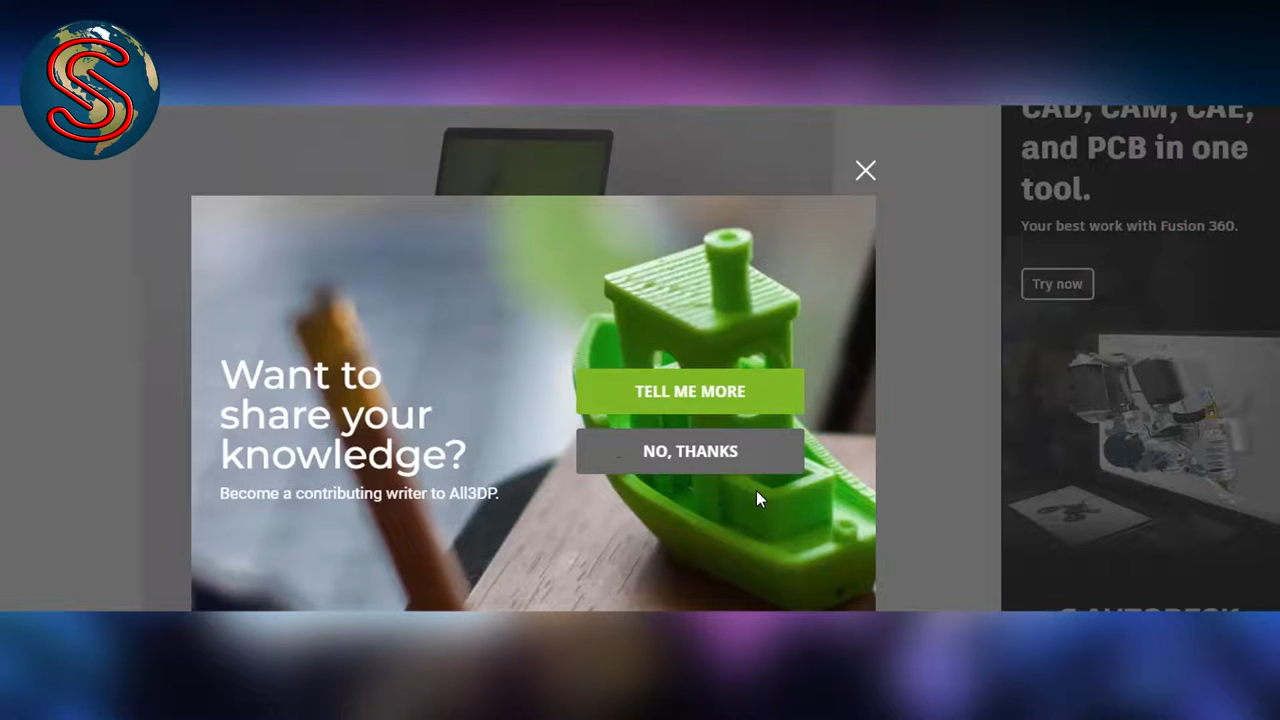 S
CAD, CAM, CAE,
and PCB in one
tool.
Your best work with Fusion 360.
Try now
Want to
share your
knowledge?
Become a contributing writer to All3DP.
TELL ME MORE
NO, THANKS
AUTODESK